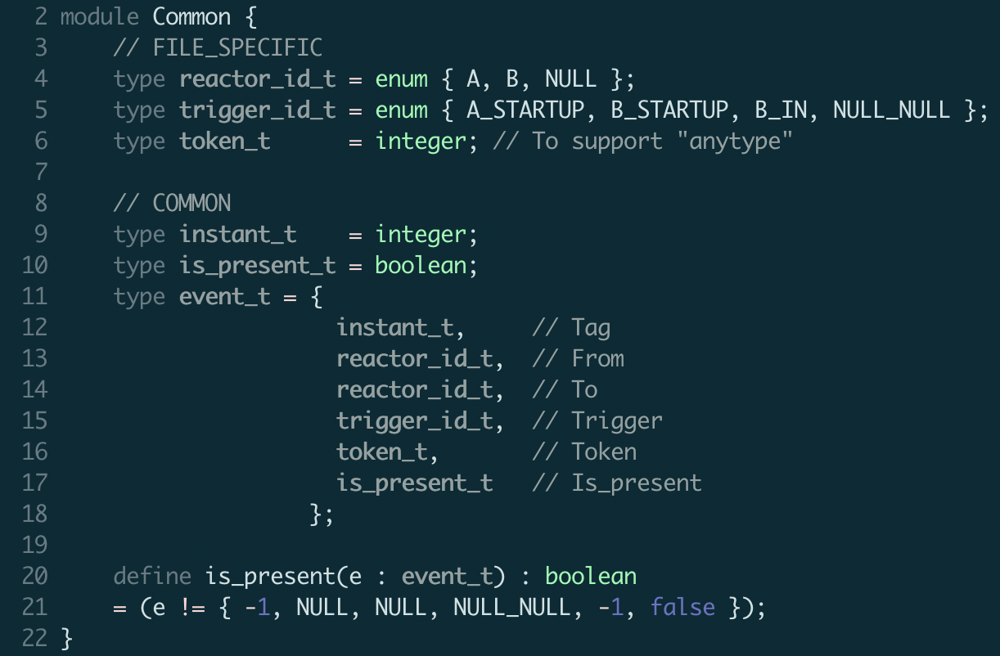 2 module Common {
3     // FILE_SPECIFIC
4     type reactor_id_t = enum { A, B, NULL };
5     type trigger_id_t = enum { A_STARTUP, B_STARTUP, B_IN, NULL_NULL };
6     type token_t      = integer; // To support "anytype"
7
8     // COMMON
9     type instant_t    = integer;
10     type is_present_t = boolean;
11     type event_t = {
12                      instant_t,     // Tag
13                      reactor_id_t,  // From
14                      reactor_id_t,  // To
15                      trigger_id_t,  // Trigger
16                      token_t,       // Token
17                      is_present_t   // Is_present
18                    };
19
20     define is_present(e : event_t) : boolean
21     = (e != { -1, NULL, NULL, NULL_NULL, -1, false });
22 }